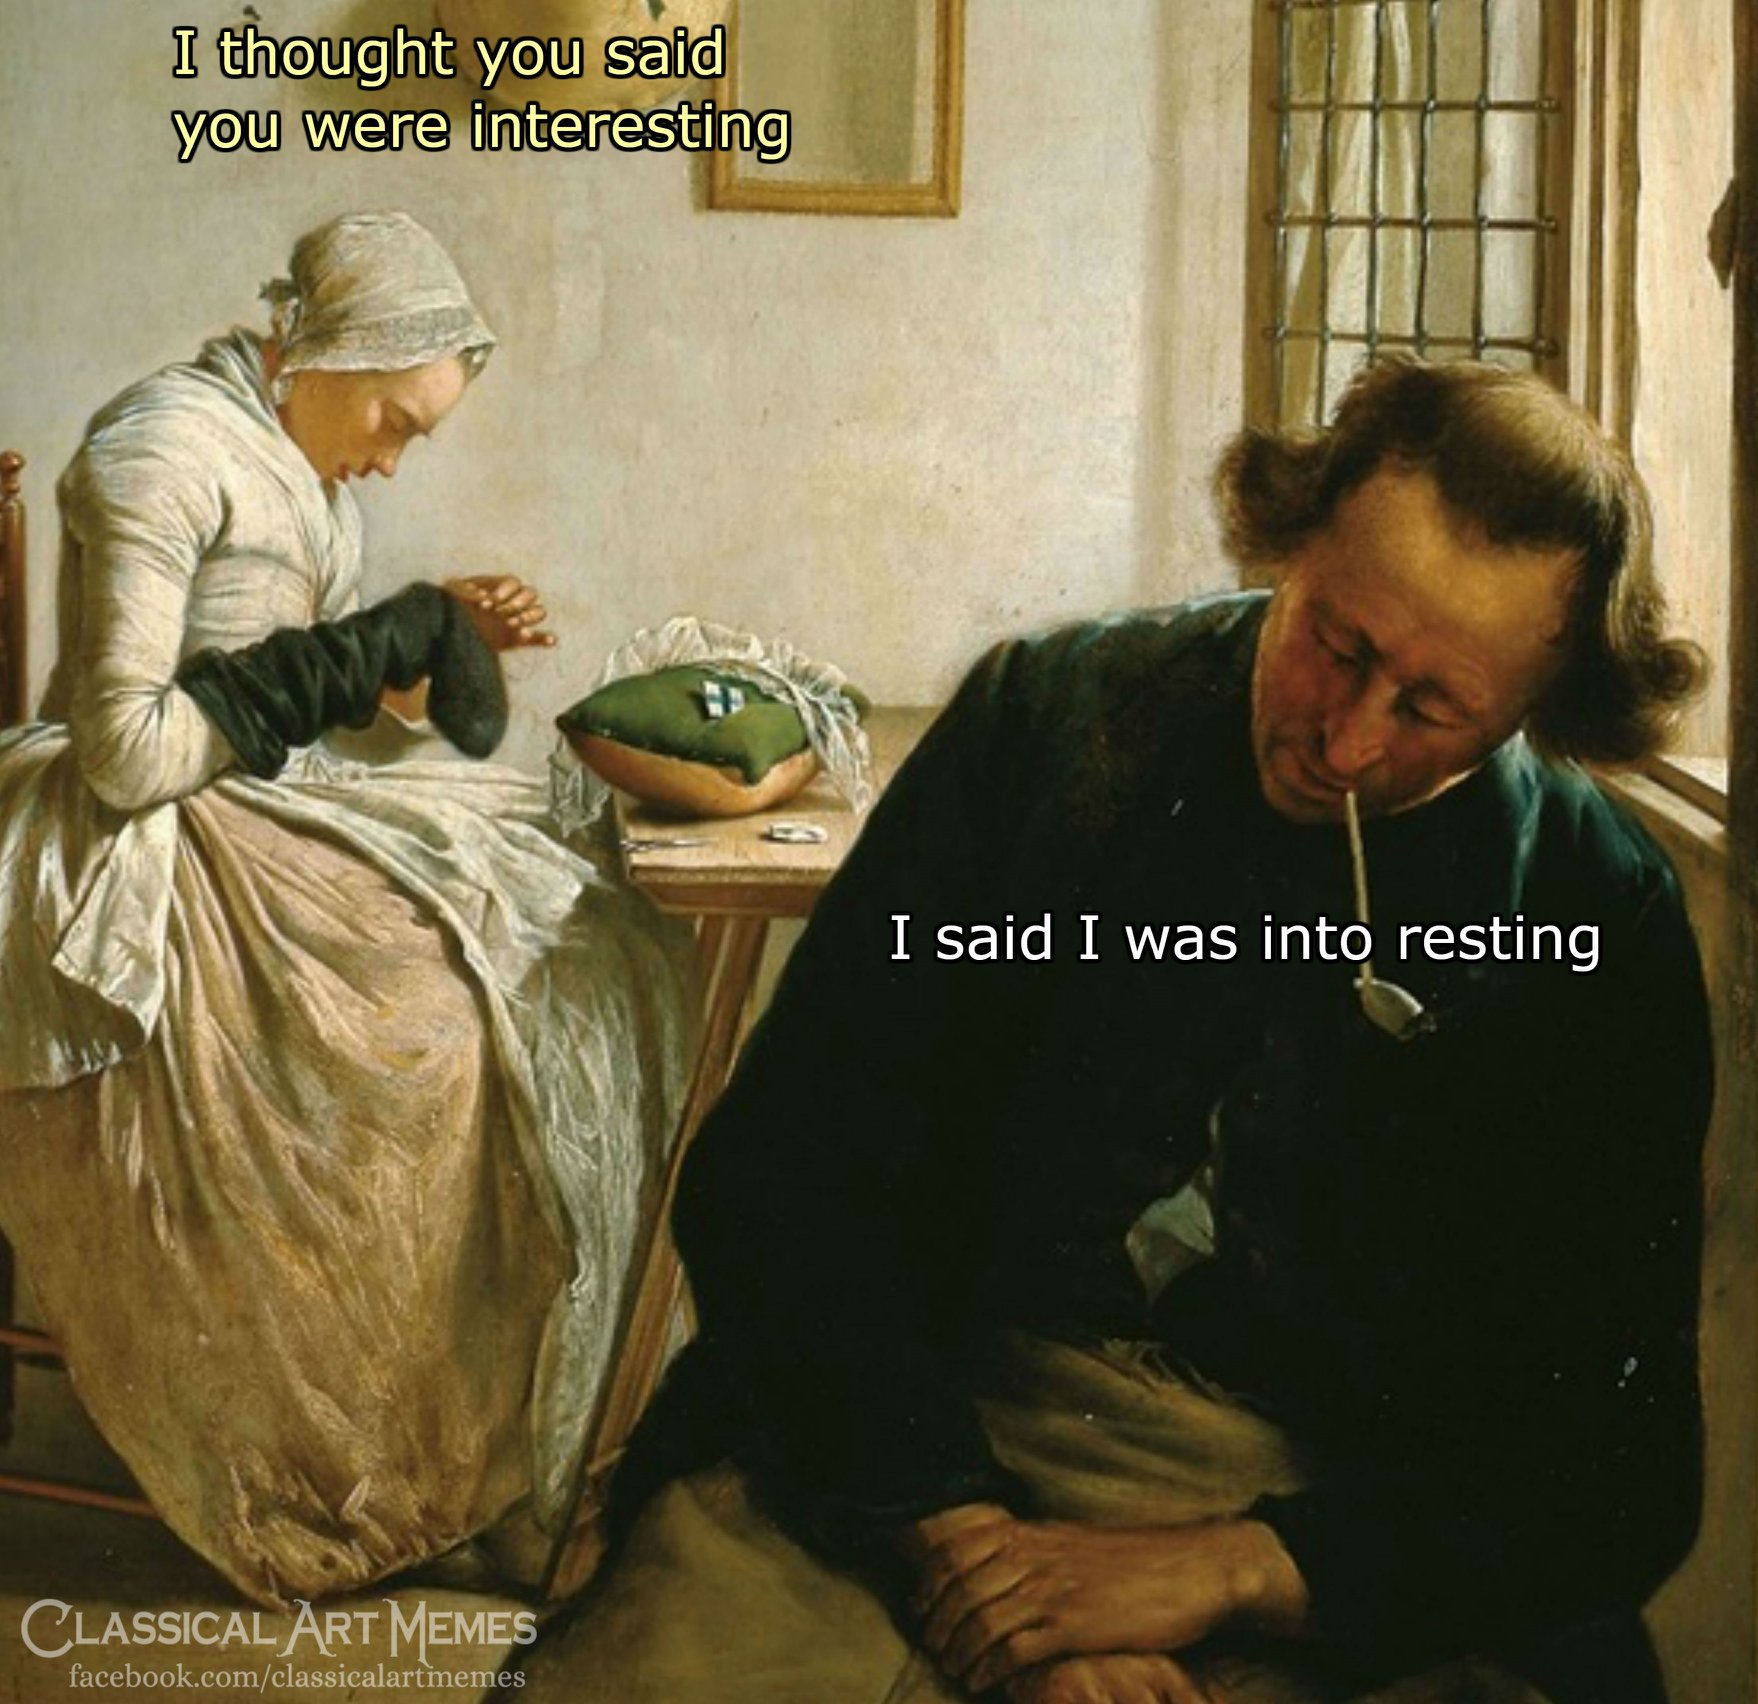 I thought you said
you were interesting
I said I was into resting
CLASSICAL ART MEMES
facebook.com/classicalartmemes